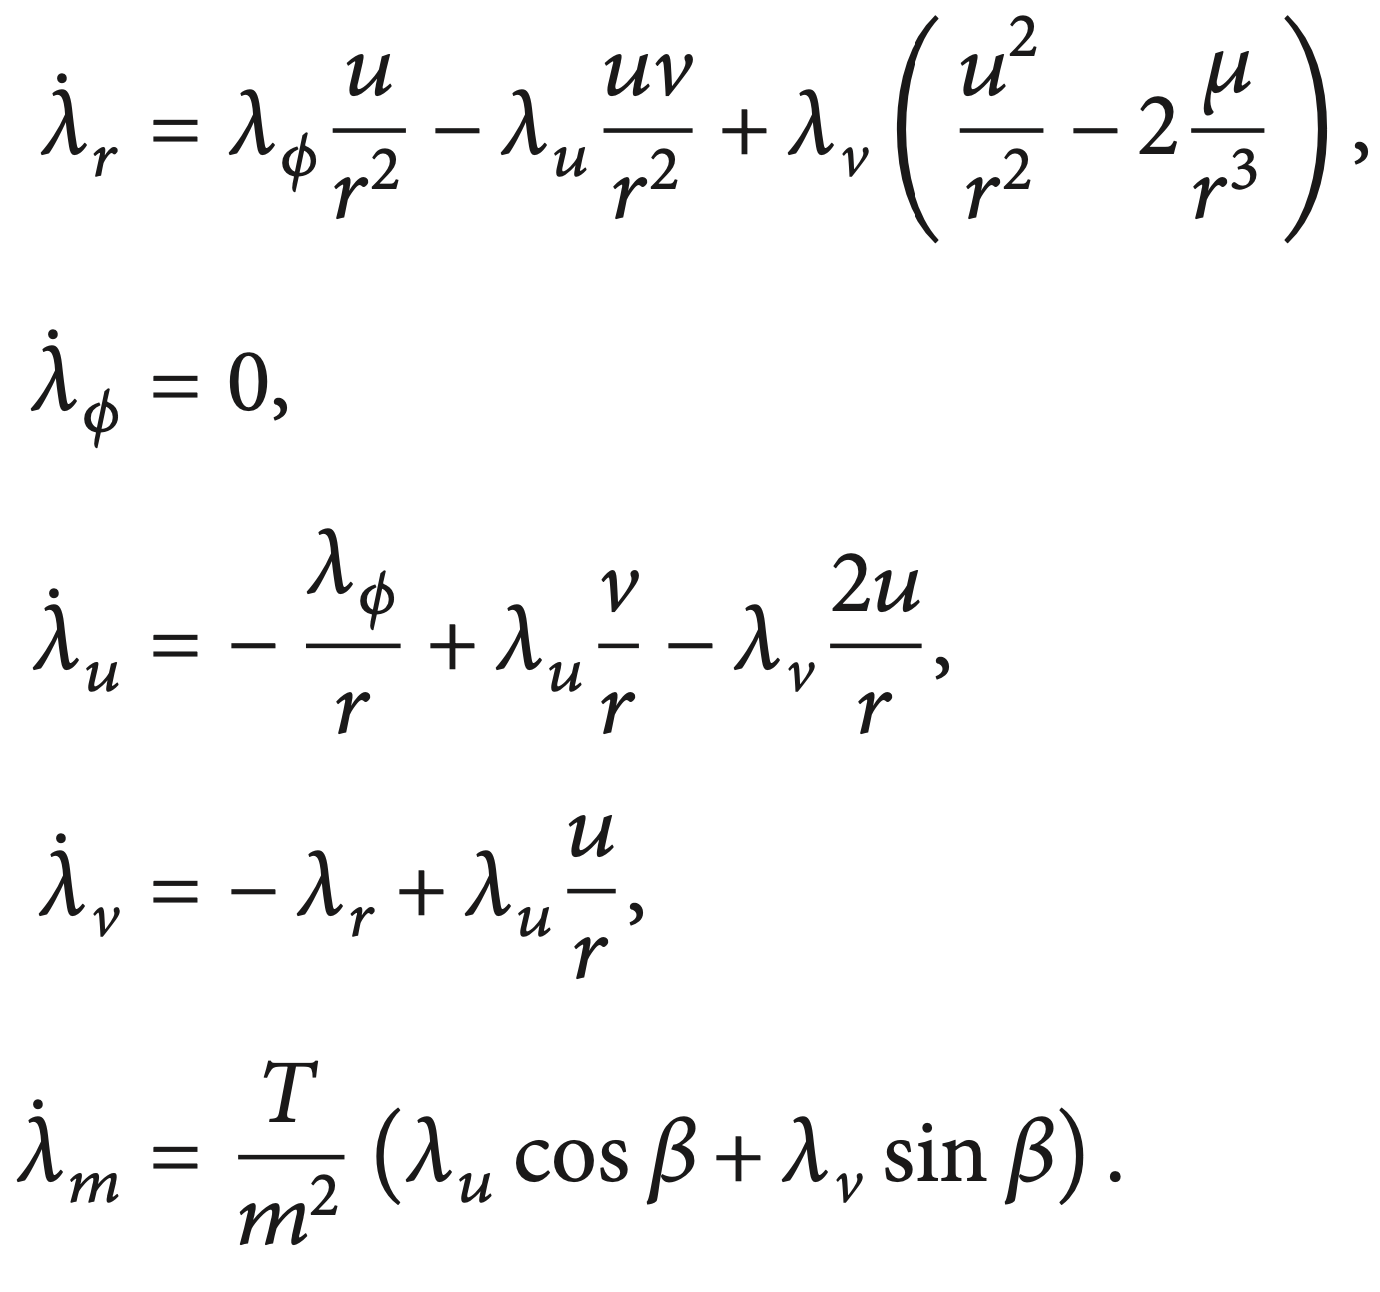 λ̇_r = λ_ϕ u/r² − λ_u uv/r² + λ_v (u²/r² − 2 μ/r³),
λ̇_ϕ = 0,
λ̇_u = − λ_ϕ/r + λ_u v/r − λ_v 2u/r,
λ̇_v = − λ_r + λ_u u/r,
λ̇_m = T/m² (λ_u cos β + λ_v sin β).